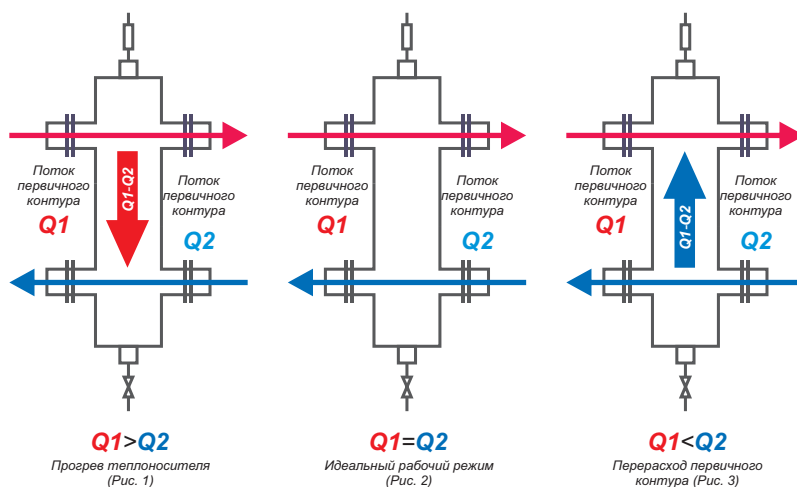 Поток
первичного
контура
Q1
Q1-Q2
Поток
первичного
контура
Q2
Q1>Q2
Прогрев теплоносителя
(Рис. 1)
Поток
первичного
контура
Q1
Поток
первичного
контура
Q2
Q1=Q2
Идеальный рабочий режим
(Рис. 2)
Поток
первичного
контура
Q1
Q1-Q2
Поток
первичного
контура
Q2
Q1<Q2
Перерасход первичного
контура (Рис. 3)